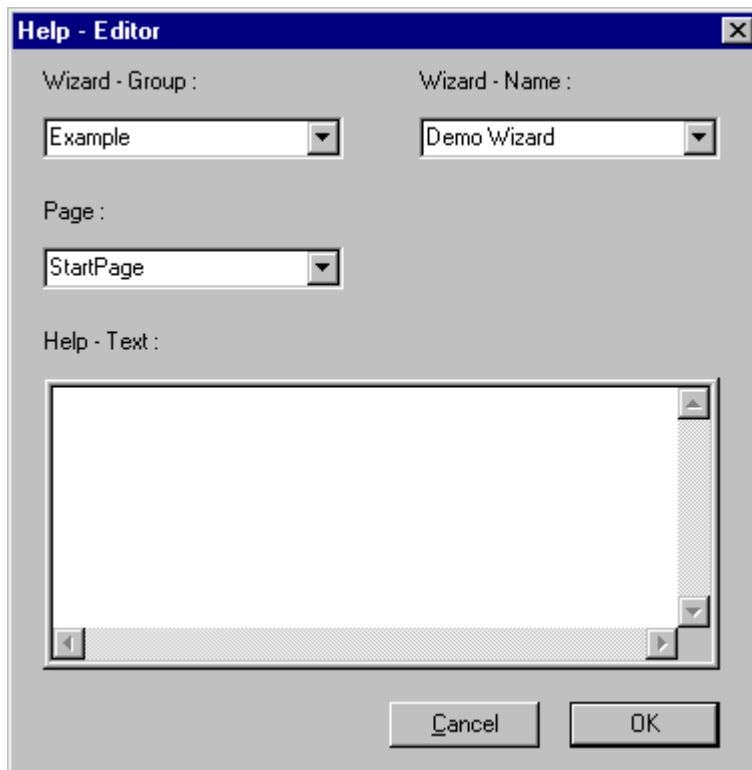 Help - Editor
Wizard - Group :
Wizard - Name :
Example
Demo Wizard
Page :
StartPage
Help - Text :
Cancel
OK